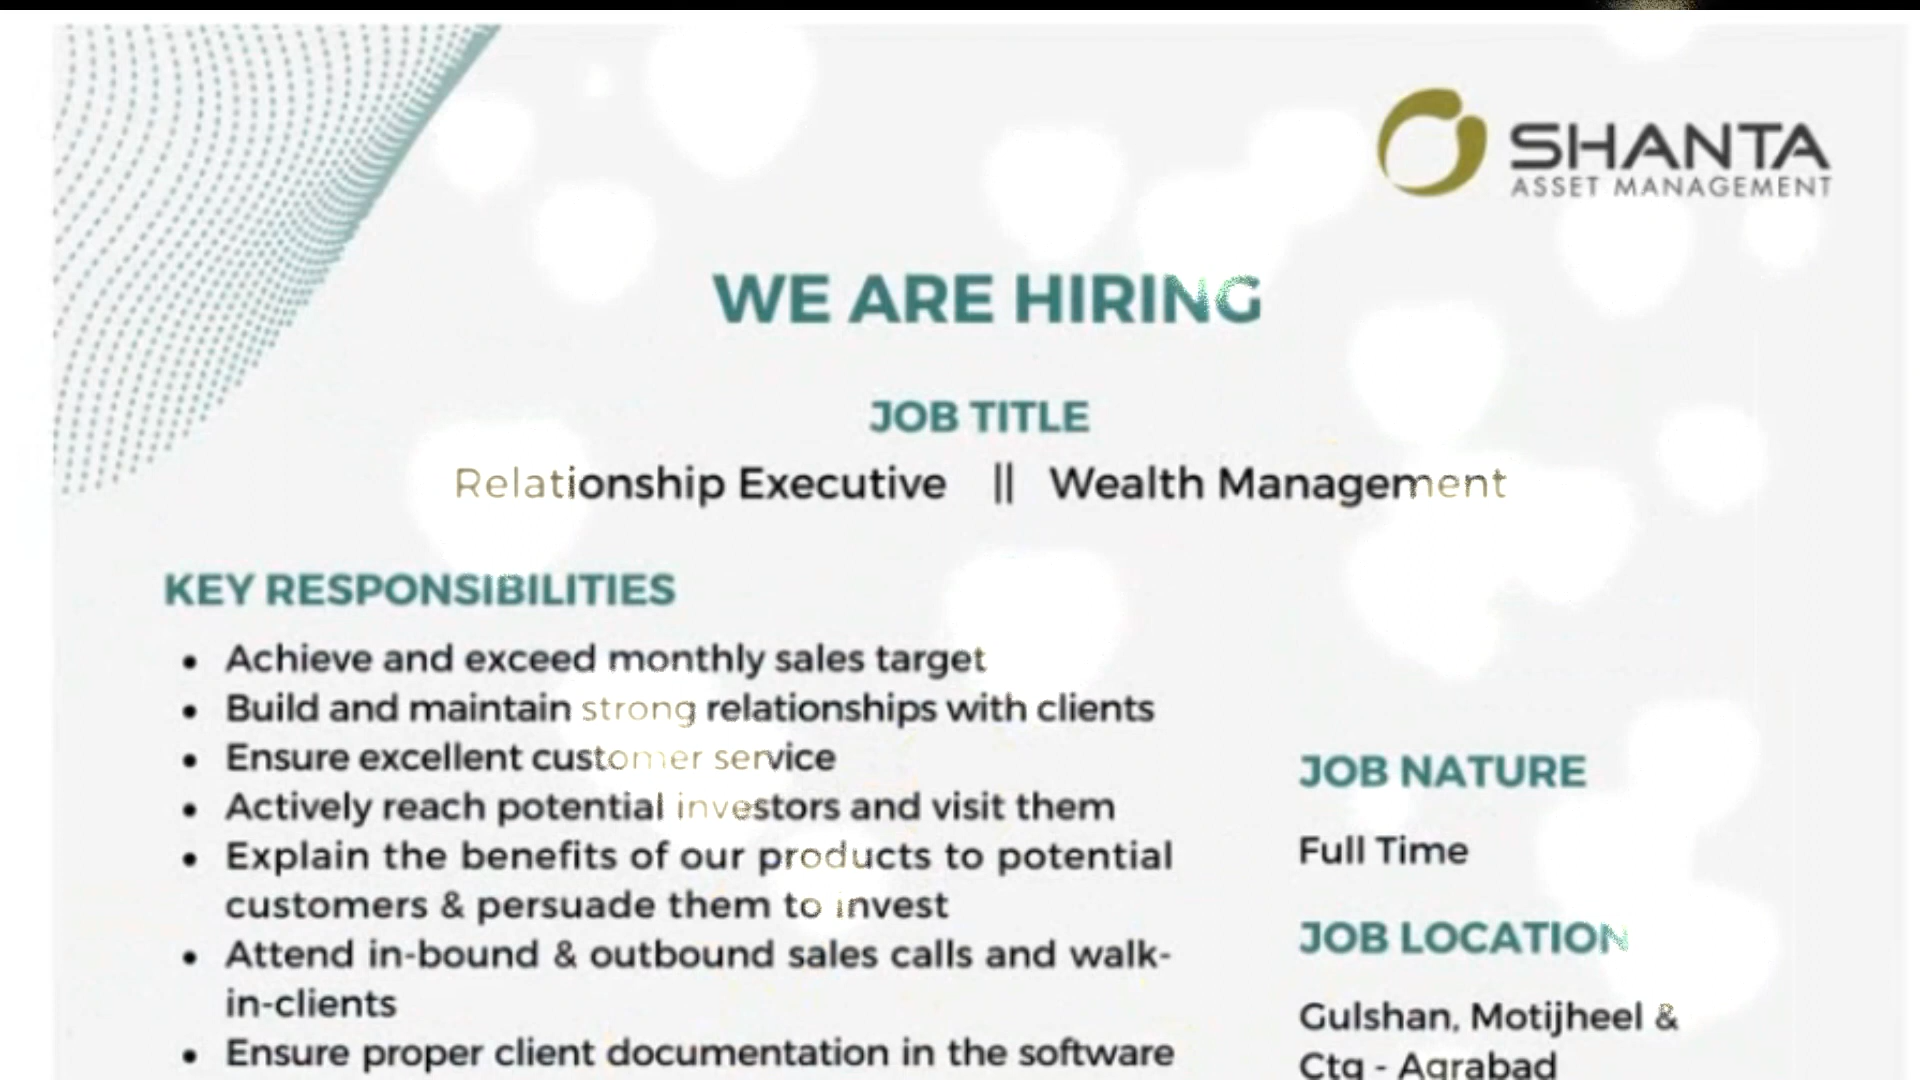 SHANTA
ASSET MANAGEMENT
WE ARE HIRING
JOB TITLE
Relationship Executive || Wealth Management
KEY RESPONSIBILITIES
• Achieve and exceed monthly sales target
• Build and maintain strong relationships with clients
• Ensure excellent customer service
• Actively reach potential investors and visit them
• Explain the benefits of our products to potential
customers & persuade them to invest
• Attend in-bound & outbound sales calls and walk-
in-clients
• Ensure proper client documentation in the software
JOB NATURE
Full Time
JOB LOCATION
Gulshan, Motijheel &
Ctg - Agrabad